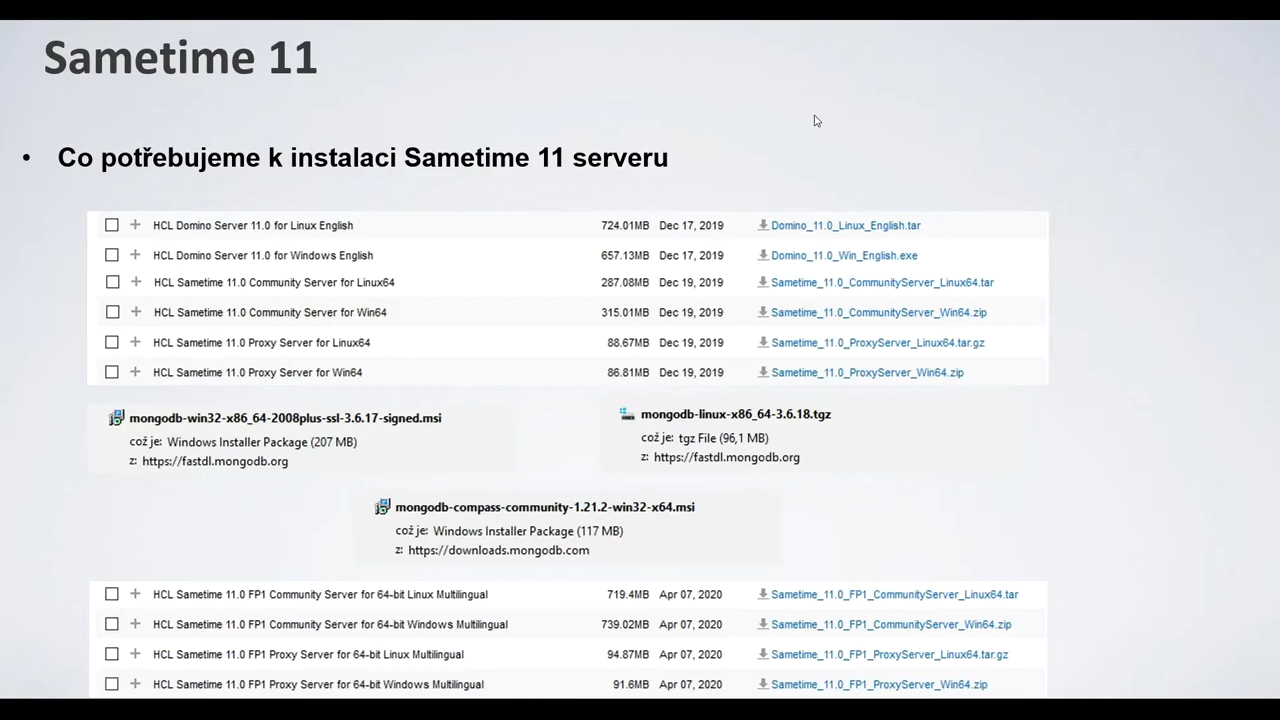 Sametime 11
• Co potřebujeme k instalaci Sametime 11 serveru
HCL Domino Server 11.0 for Linux English 724.01MB Dec 17, 2019 Domino_11.0_Linux_English.tar
HCL Domino Server 11.0 for Windows English 657.13MB Dec 17, 2019 Domino_11.0_Win_English.exe
HCL Sametime 11.0 Community Server for Linux64 287.08MB Dec 19, 2019 Sametime_11.0_CommunityServer_Linux64.tar
HCL Sametime 11.0 Community Server for Win64 315.01MB Dec 19, 2019 Sametime_11.0_CommunityServer_Win64.zip
HCL Sametime 11.0 Proxy Server for Linux64 88.67MB Dec 19, 2019 Sametime_11.0_ProxyServer_Linux64.tar.gz
HCL Sametime 11.0 Proxy Server for Win64 86.81MB Dec 19, 2019 Sametime_11.0_ProxyServer_Win64.zip
mongodb-win32-x86_64-2008plus-ssl-3.6.17-signed.msi
což je: Windows Installer Package (207 MB)
z: https://fastdl.mongodb.org
mongodb-linux-x86_64-3.6.18.tgz
což je: tgz File (96,1 MB)
z: https://fastdl.mongodb.org
mongodb-compass-community-1.21.2-win32-x64.msi
což je: Windows Installer Package (117 MB)
z: https://downloads.mongodb.com
HCL Sametime 11.0 FP1 Community Server for 64-bit Linux Multilingual 719.4MB Apr 07, 2020 Sametime_11.0_FP1_CommunityServer_Linux64.tar
HCL Sametime 11.0 FP1 Community Server for 64-bit Windows Multilingual 739.02MB Apr 07, 2020 Sametime_11.0_FP1_CommunityServer_Win64.zip
HCL Sametime 11.0 FP1 Proxy Server for 64-bit Linux Multilingual 94.87MB Apr 07, 2020 Sametime_11.0_FP1_ProxyServer_Linux64.tar.gz
HCL Sametime 11.0 FP1 Proxy Server for 64-bit Windows Multilingual 91.6MB Apr 07, 2020 Sametime_11.0_FP1_ProxyServer_Win64.zip